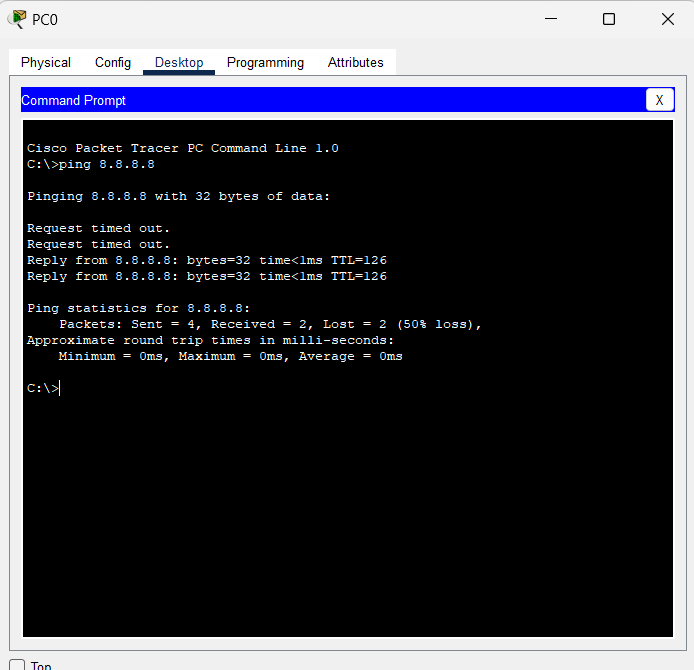 PC0
Physical Config Desktop Programming Attributes
Command Prompt X
Cisco Packet Tracer PC Command Line 1.0
C:\>ping 8.8.8.8
Pinging 8.8.8.8 with 32 bytes of data:
Request timed out.
Request timed out.
Reply from 8.8.8.8: bytes=32 time<1ms TTL=126
Reply from 8.8.8.8: bytes=32 time<1ms TTL=126
Ping statistics for 8.8.8.8:
Packets: Sent = 4, Received = 2, Lost = 2 (50% loss),
Approximate round trip times in milli-seconds:
Minimum = 0ms, Maximum = 0ms, Average = 0ms
C:\>
Top